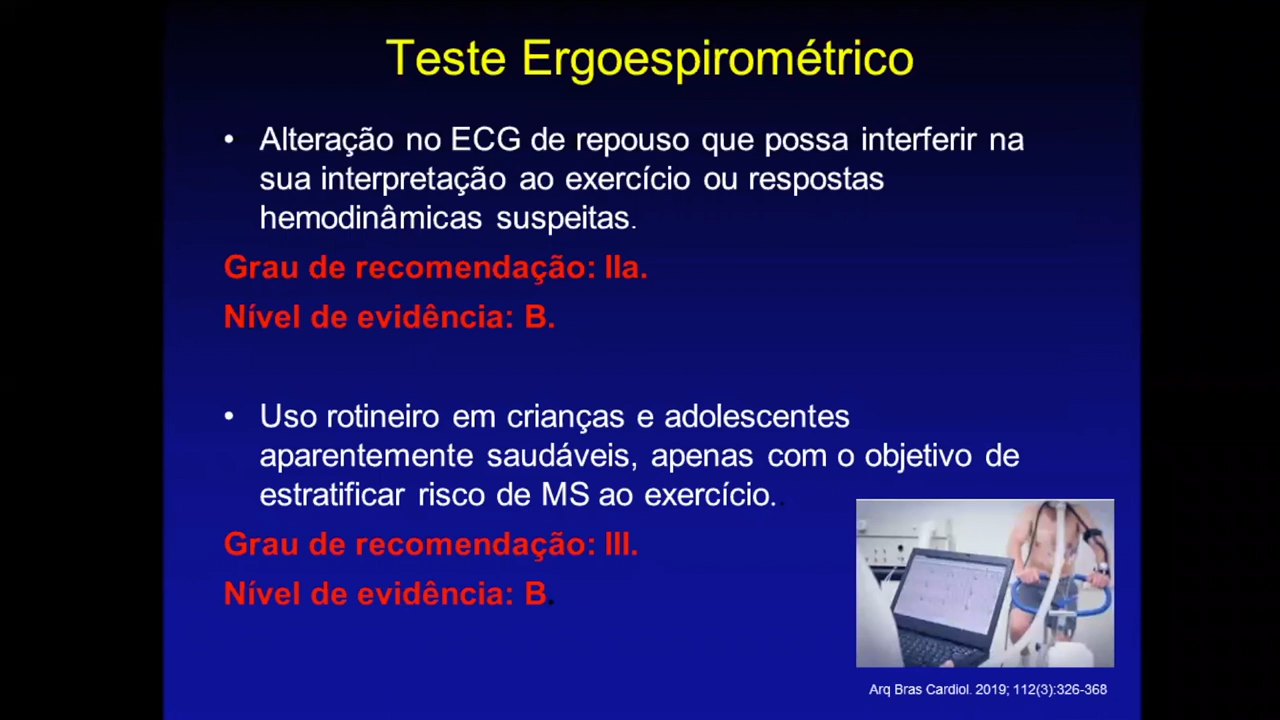 Teste Ergoespirométrico
• Alteração no ECG de repouso que possa interferir na
sua interpretação ao exercício ou respostas
hemodinâmicas suspeitas.
Grau de recomendação: IIa.
Nível de evidência: B.
• Uso rotineiro em crianças e adolescentes
aparentemente saudáveis, apenas com o objetivo de
estratificar risco de MS ao exercício..
Grau de recomendação: III.
Nível de evidência: B.
Arq Bras Cardiol. 2019; 112(3):326-368